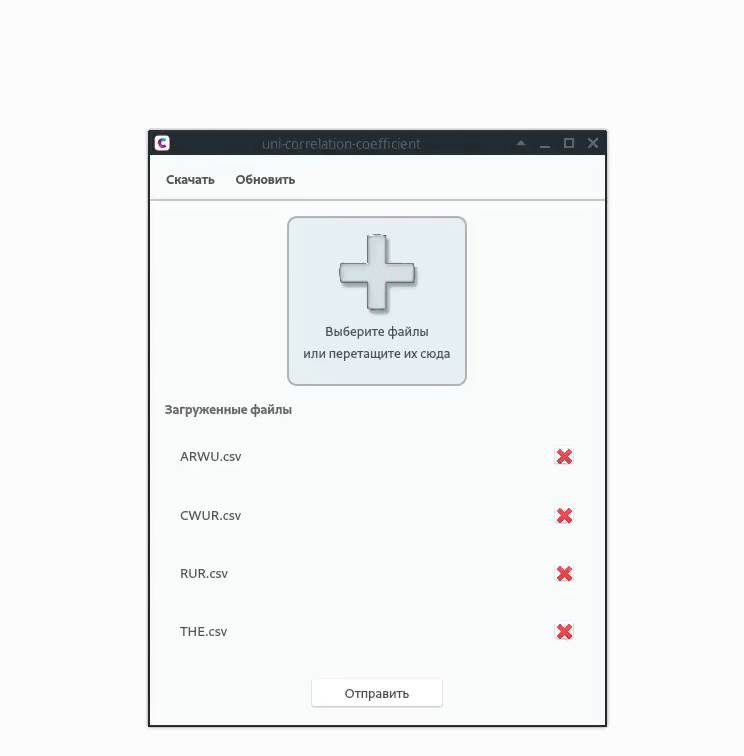 uni-correlation-coefficient
Скачать Обновить
Выберите файлы
или перетащите их сюда
Загруженные файлы
ARWU.csv
CWUR.csv
RUR.csv
THE.csv
Отправить